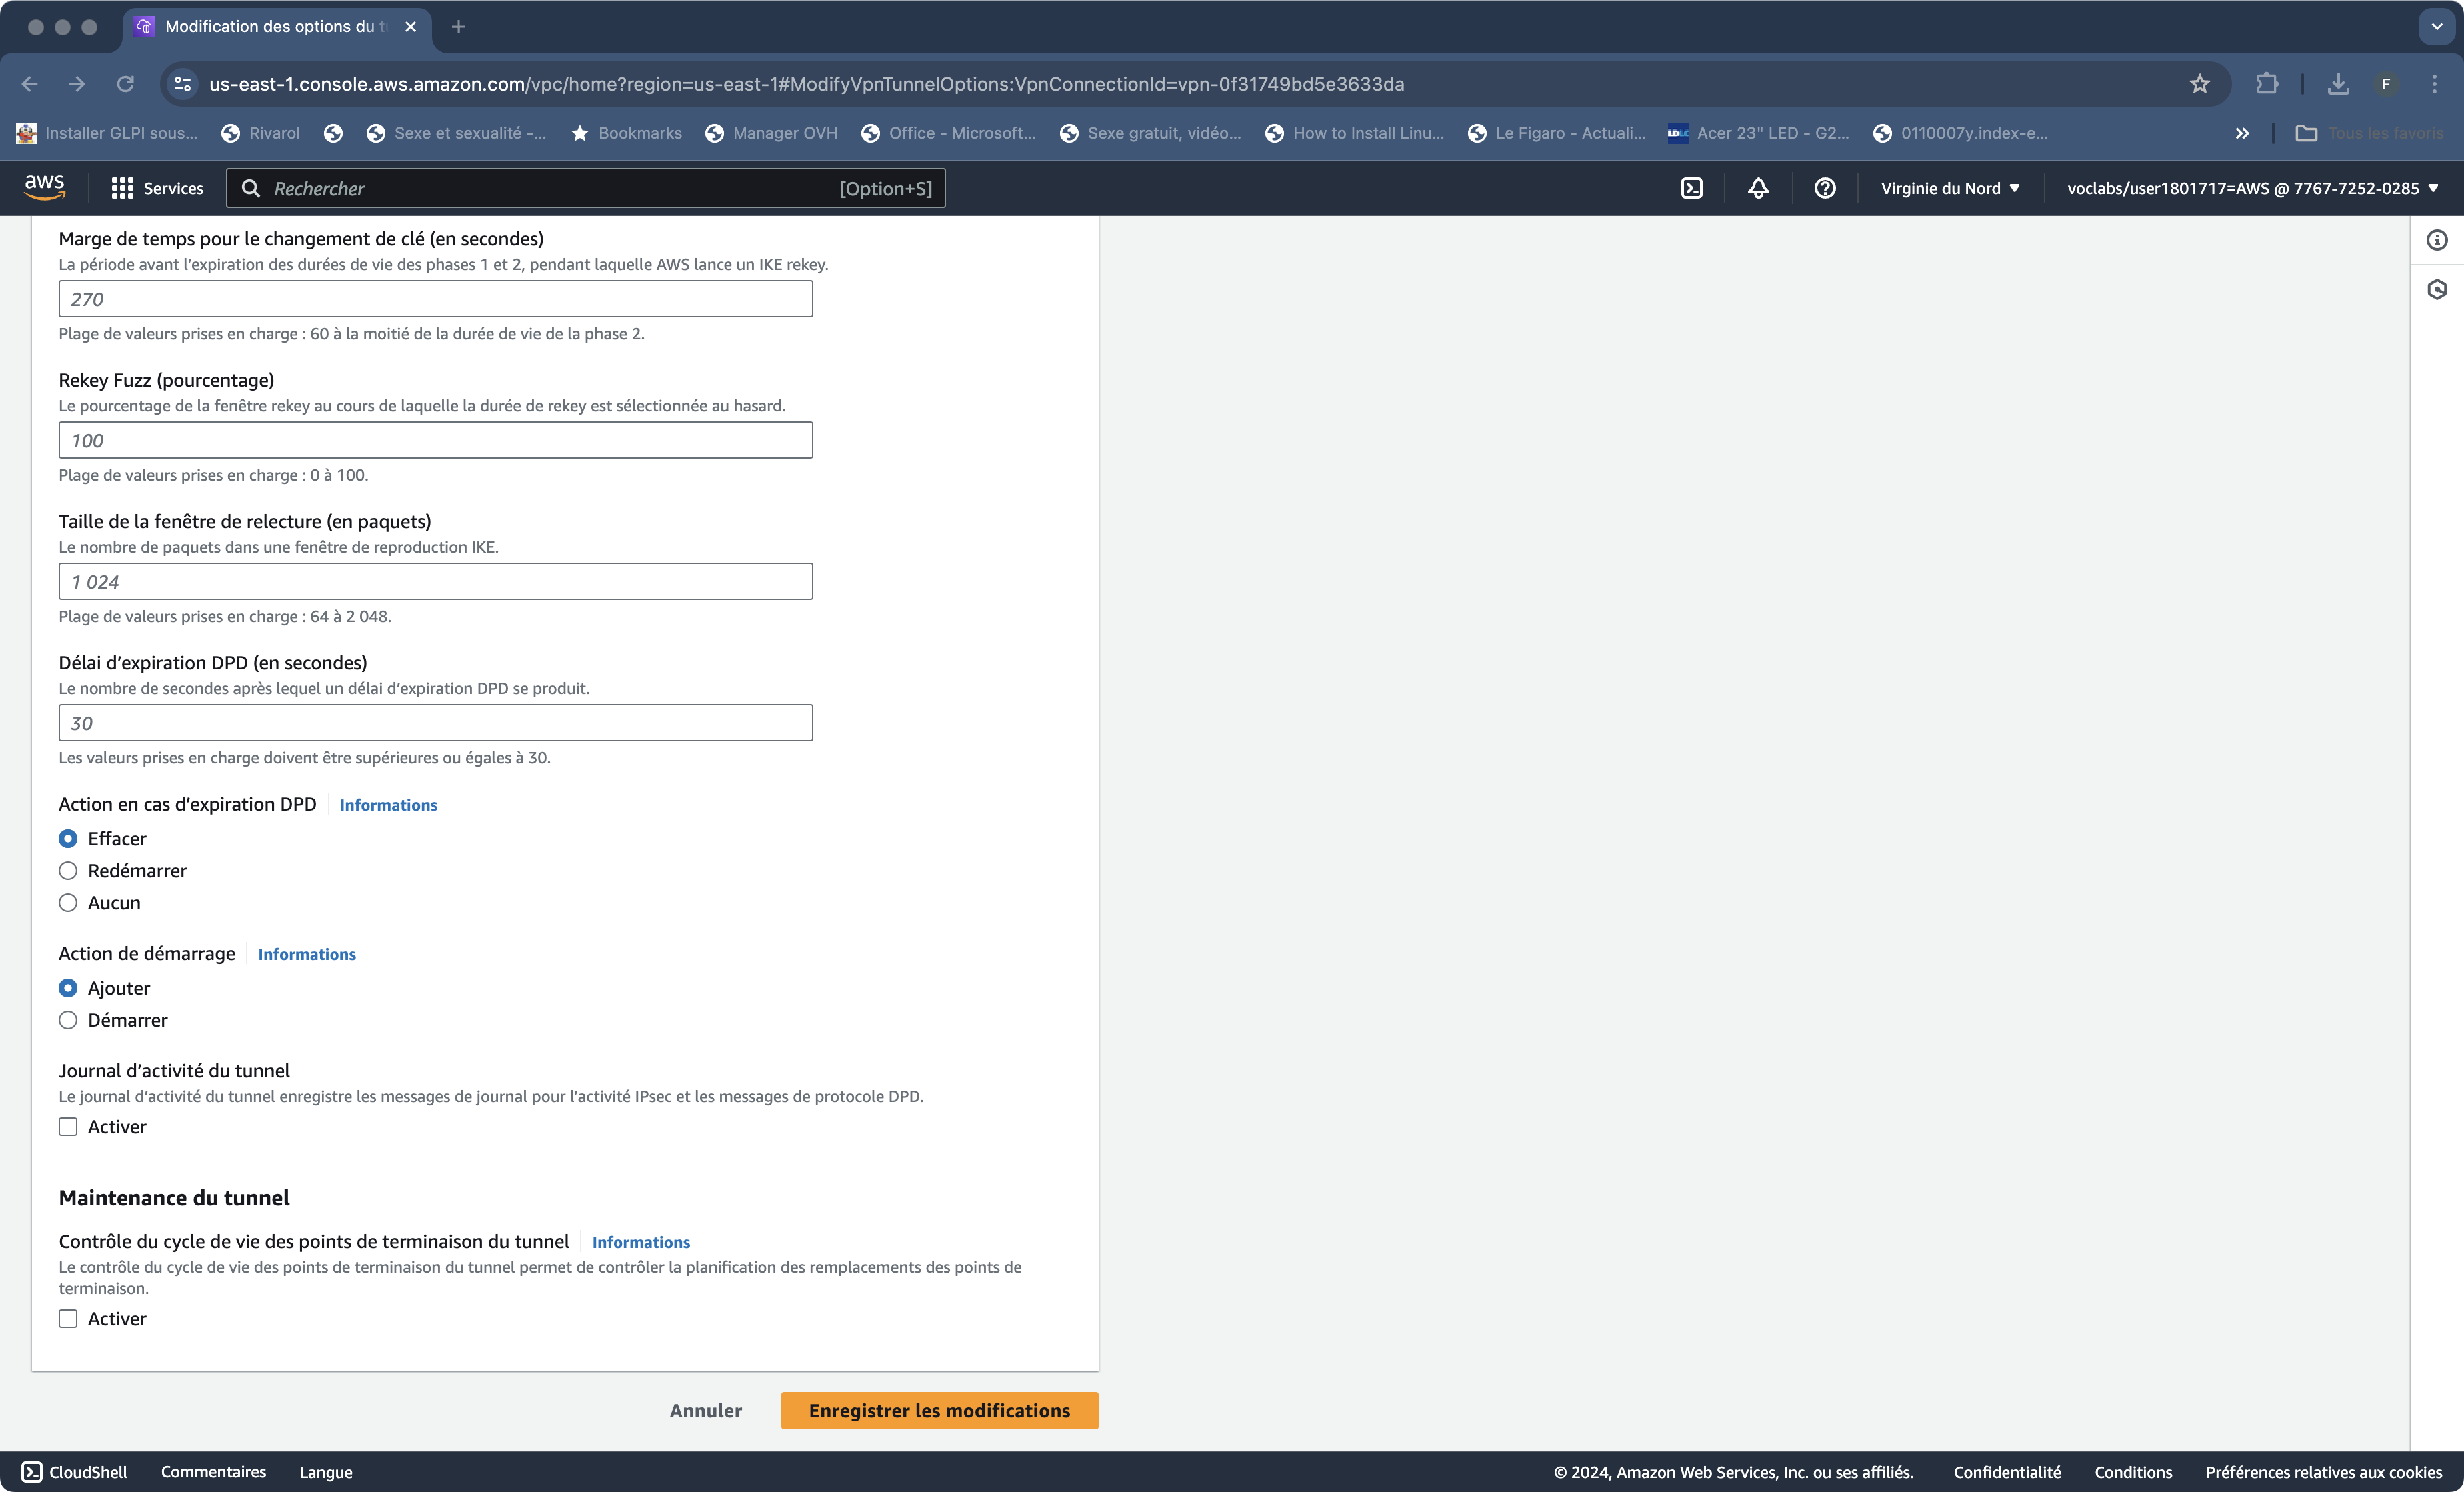 Modification des options du t
us-east-1.console.aws.amazon.com/vpc/home?region=us-east-1#ModifyVpnTunnelOptions:VpnConnectionId=vpn-0f31749bd5e3633da
F
Installer GLPI sous...
Rivarol
Sexe et sexualité -...
Bookmarks
Manager OVH
Office - Microsoft...
Sexe gratuit, vidéo...
How to Install Linu...
Le Figaro - Actuali...
LDLC
Acer 23" LED - G2...
0110007y.index-e...
Tous les favoris
aws
Services
Rechercher
[Option+S]
Virginie du Nord
voclabs/user1801717=AWS @ 7767-7252-0285
Marge de temps pour le changement de clé (en secondes)
La période avant l’expiration des durées de vie des phases 1 et 2, pendant laquelle AWS lance un IKE rekey.
270
Plage de valeurs prises en charge : 60 à la moitié de la durée de vie de la phase 2.
Rekey Fuzz (pourcentage)
Le pourcentage de la fenêtre rekey au cours de laquelle la durée de rekey est sélectionnée au hasard.
100
Plage de valeurs prises en charge : 0 à 100.
Taille de la fenêtre de relecture (en paquets)
Le nombre de paquets dans une fenêtre de reproduction IKE.
1 024
Plage de valeurs prises en charge : 64 à 2 048.
Délai d’expiration DPD (en secondes)
Le nombre de secondes après lequel un délai d’expiration DPD se produit.
30
Les valeurs prises en charge doivent être supérieures ou égales à 30.
Action en cas d’expiration DPD
Informations
Effacer
Redémarrer
Aucun
Action de démarrage
Informations
Ajouter
Démarrer
Journal d’activité du tunnel
Le journal d’activité du tunnel enregistre les messages de journal pour l’activité IPsec et les messages de protocole DPD.
Activer
Maintenance du tunnel
Contrôle du cycle de vie des points de terminaison du tunnel
Informations
Le contrôle du cycle de vie des points de terminaison du tunnel permet de contrôler la planification des remplacements des points de
terminaison.
Activer
Annuler
Enregistrer les modifications
CloudShell
Commentaires
Langue
© 2024, Amazon Web Services, Inc. ou ses affiliés.
Confidentialité
Conditions
Préférences relatives aux cookies